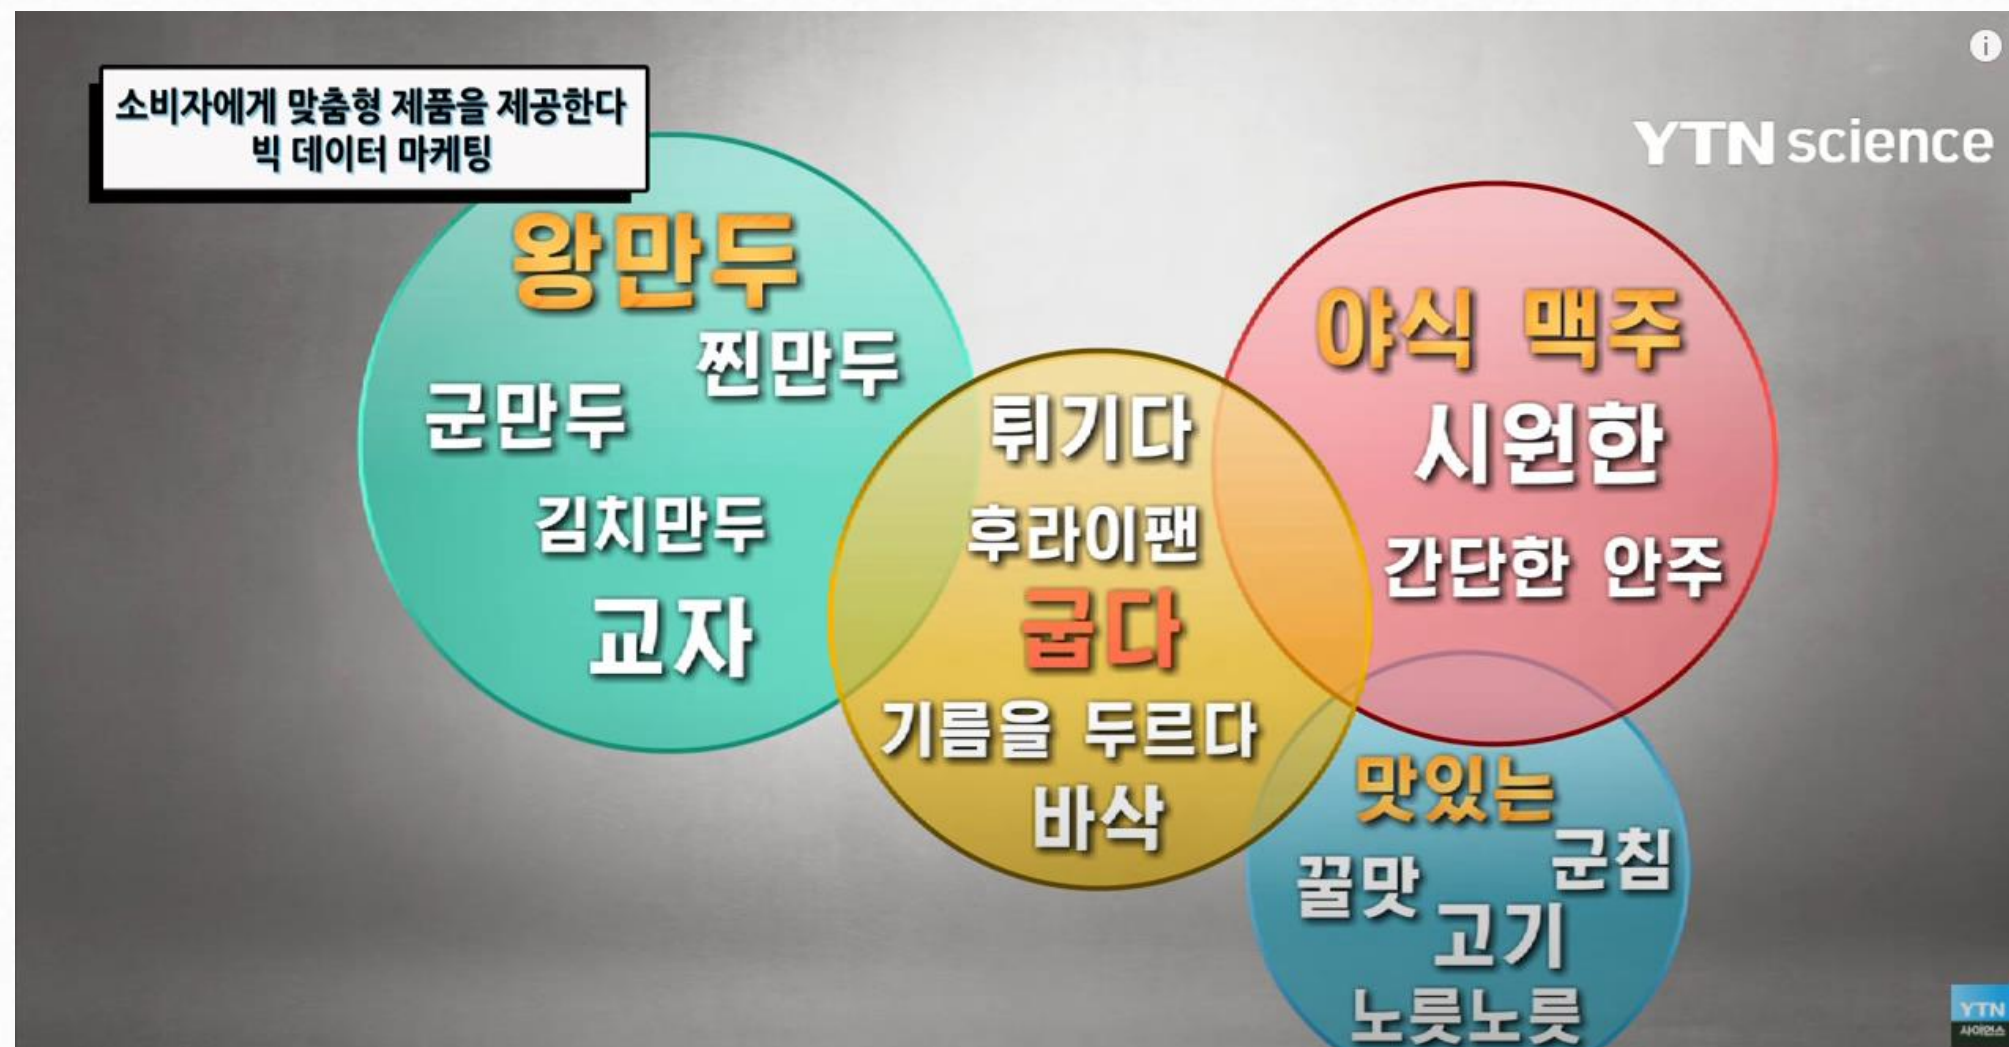 소비자에게 맞춤형 제품을 제공한다
빅 데이터 마케팅
YTN science
왕만두
찐만두
군만두
김치만두
교자
튀기다
후라이팬
굽다
기름을 두르다
바삭
야식 맥주
시원한
간단한 안주
맛있는
군침
꿀맛
고기
노릇노릇
YTN
사이언스